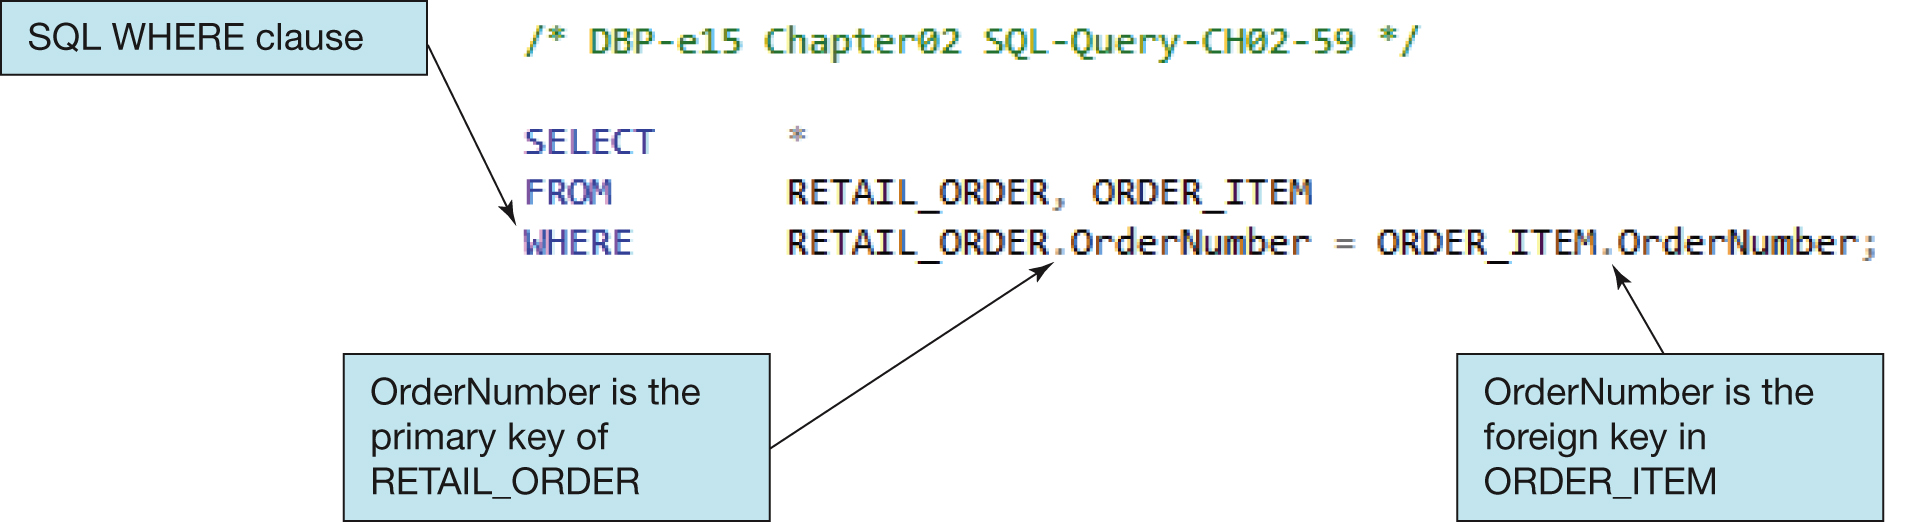 SQL WHERE clause
/* DBP-e15 Chapter02 SQL-Query-CH02-59 */
SELECT *
FROM RETAIL_ORDER, ORDER_ITEM
WHERE RETAIL_ORDER.OrderNumber = ORDER_ITEM.OrderNumber;
OrderNumber is the
primary key of
RETAIL_ORDER
OrderNumber is the
foreign key in
ORDER_ITEM